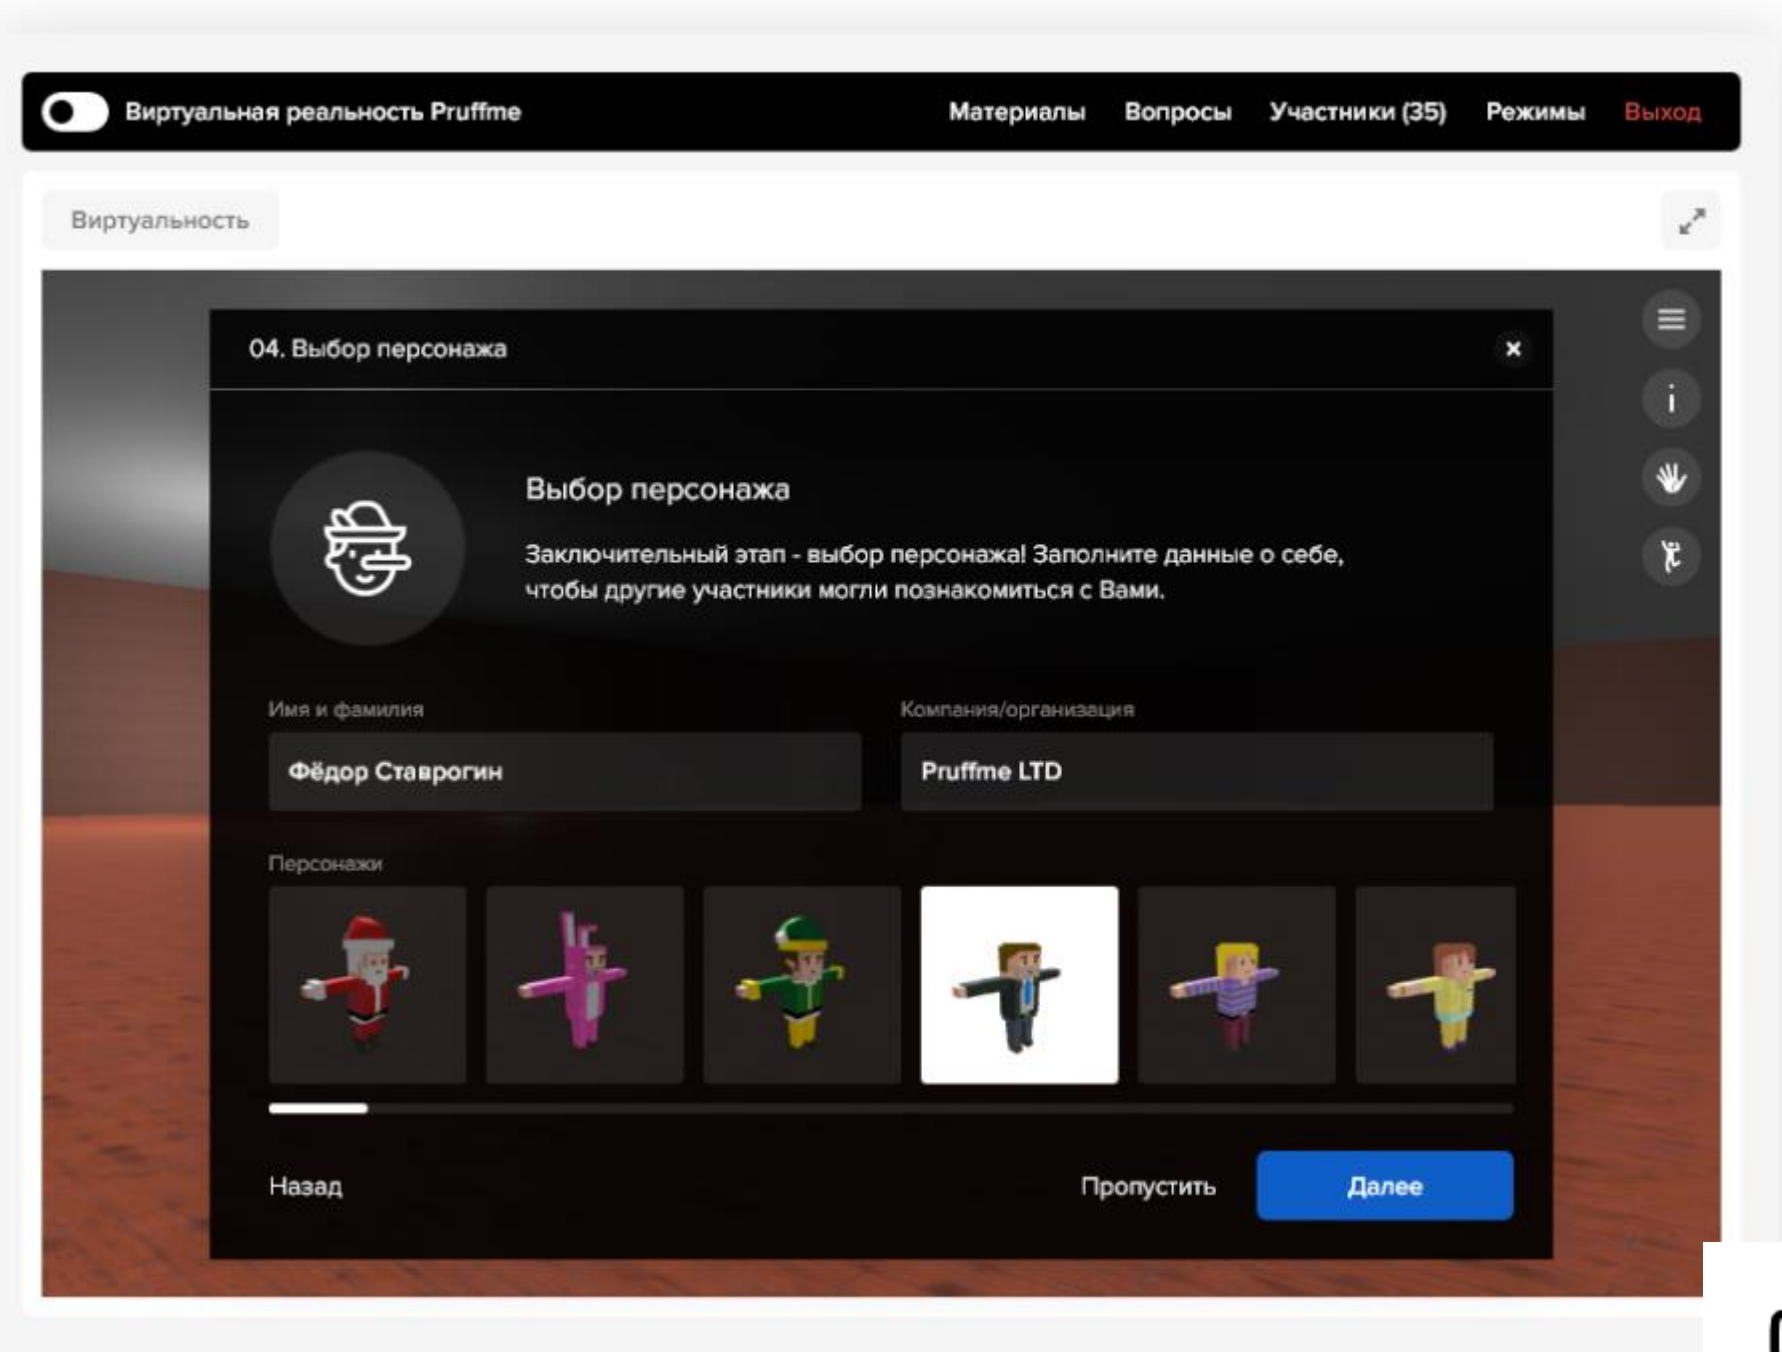 Виртуальная реальность Pruffme
Материалы
Вопросы
Участники (35)
Режимы
Выход
Виртуальность
04. Выбор персонажа
Выбор персонажа
Заключительный этап - выбор персонажа! Заполните данные о себе,
чтобы другие участники могли познакомиться с Вами.
Имя и фамилия
Компания/организация
Фёдор Ставрогин
Pruffme LTD
Персонажи
Назад
Пропустить
Далее